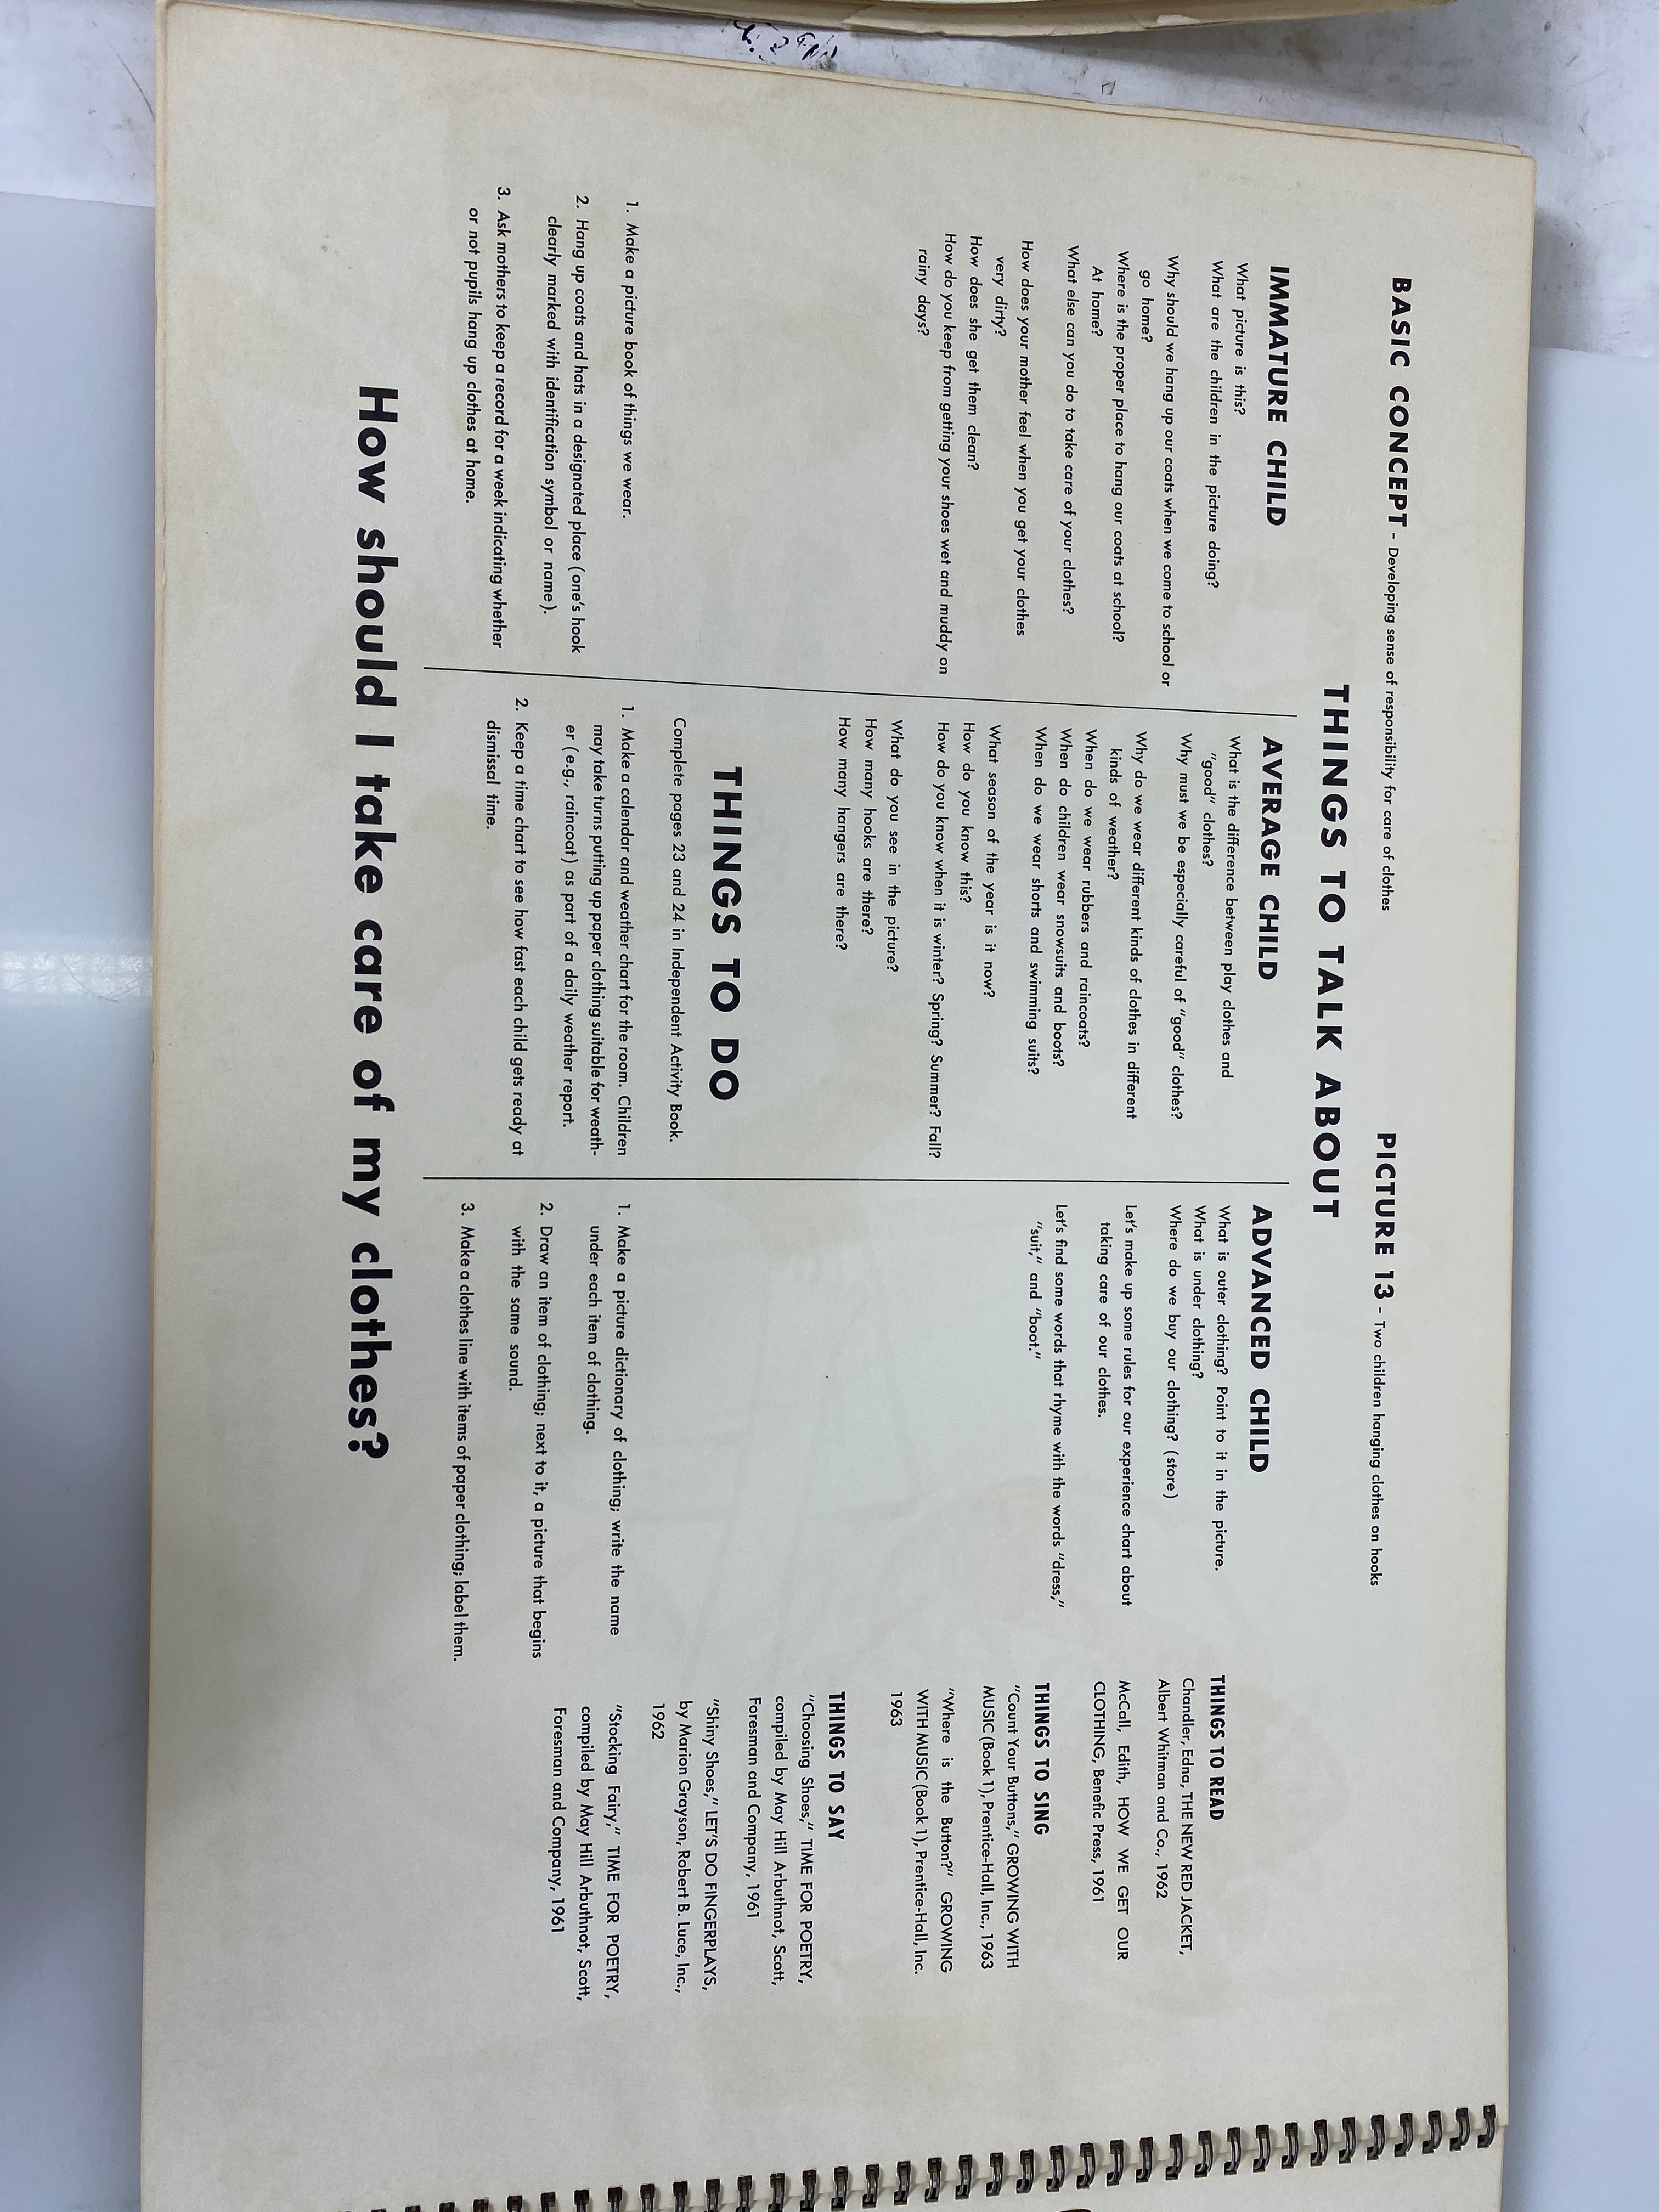 BASIC CONCEPT - Developing sense of responsibility for care of clothes
PICTURE 13 - Two children hanging clothes on hooks
THINGS TO TALK ABOUT
IMMATURE CHILD
What picture is this?
What are the children in the picture doing?
Why should we hang up our coats when we come to school or
go home?
Where is the proper place to hang our coats at school?
At home?
What else can you do to take care of your clothes?
How does your mother feel when you get your clothes
very dirty?
How does she get them clean?
How do you keep from getting your shoes wet and muddy on
rainy days?
AVERAGE CHILD
What is the difference between play clothes and
"good" clothes?
Why must we be especially careful of "good" clothes?
Why do we wear different kinds of clothes in different
kinds of weather?
When do we wear rubbers and raincoats?
When do children wear snowsuits and boots?
When do we wear shorts and swimming suits?
What season of the year is it now?
How do you know this?
How do you know when it is winter? Spring? Summer? Fall?
What do you see in the picture?
How many hooks are there?
How many hangers are there?
ADVANCED CHILD
What is outer clothing? Point to it in the picture.
What is under clothing?
Where do we buy our clothing? (store)
Let's make up some rules for our experience chart about
taking care of our clothes.
Let's find some words that rhyme with the words "dress,"
"suit," and "boot."
THINGS TO DO
1. Make a picture book of things we wear.
2. Hang up coats and hats in a designated place (one's hook
clearly marked with identification symbol or name).
3. Ask mothers to keep a record for a week indicating whether
or not pupils hang up clothes at home.
Complete pages 23 and 24 in Independent Activity Book.
1. Make a calendar and weather chart for the room. Children
may take turns putting up paper clothing suitable for weath-
er (e.g., raincoat) as part of a daily weather report.
2. Keep a time chart to see how fast each child gets ready at
dismissal time.
1. Make a picture dictionary of clothing; write the name
under each item of clothing.
2. Draw an item of clothing; next to it, a picture that begins
with the same sound.
3. Make a clothes line with items of paper clothing; label them.
THINGS TO READ
Chandler, Edna, THE NEW RED JACKET,
Albert Whitman and Co., 1962
McCall, Edith, HOW WE GET OUR
CLOTHING, Benefic Press, 1961
THINGS TO SING
"Count Your Buttons," GROWING WITH
MUSIC (Book 1), Prentice-Hall, Inc., 1963
"Where is the Button?" GROWING
WITH MUSIC (Book 1), Prentice-Hall, Inc.
1963
THINGS TO SAY
"Choosing Shoes," TIME FOR POETRY,
compiled by May Hill Arbuthnot, Scott,
Foresman and Company, 1961
"Shiny Shoes," LET'S DO FINGERPLAYS,
by Marion Grayson, Robert B. Luce, Inc.,
1962
"Stocking Fairy," TIME FOR POETRY,
compiled by May Hill Arbuthnot, Scott,
Foresman and Company, 1961
How should I take care of my clothes?